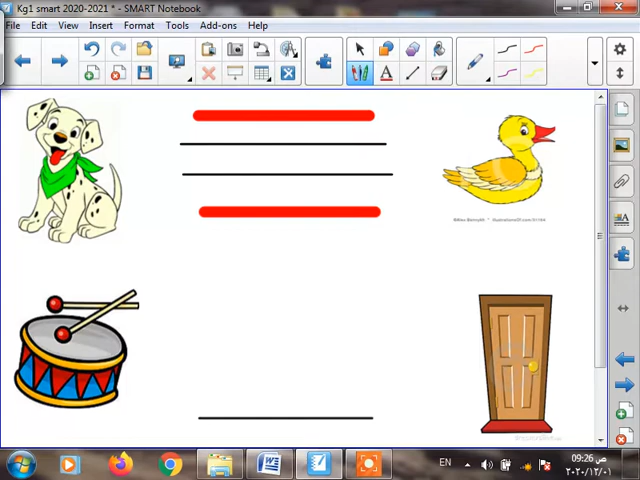 Kg1 smart 2020-2021 * - SMART Notebook
File Edit View Insert Format Tools Add-ons Help
A
EN
09:26 ص
٢٠٢٠/١٢/٠١